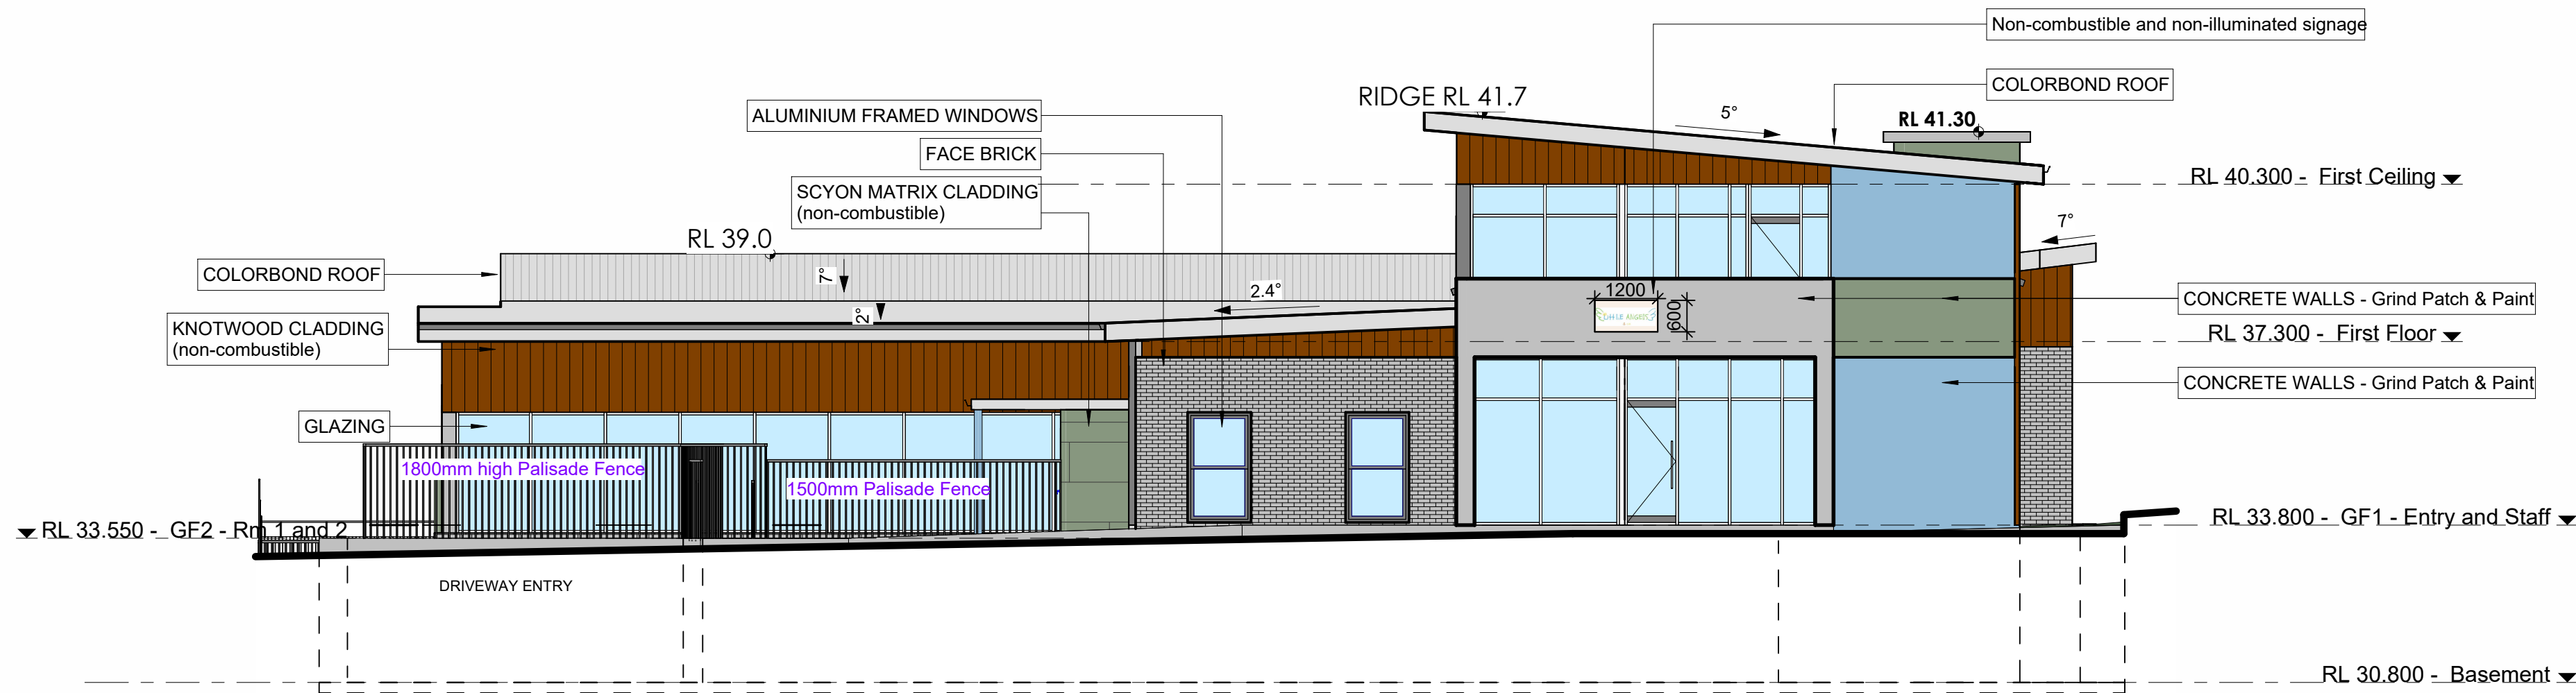 Non-combustible and non-illuminated signage
COLORBOND ROOF
RIDGE RL 41.7
5°
RL 41.30
ALUMINIUM FRAMED WINDOWS
FACE BRICK
SCYON MATRIX CLADDING
(non-combustible)
RL 40.300 - First Ceiling
7°
RL 39.0
COLORBOND ROOF
7°
2.4°
2°
1200
600
CONCRETE WALLS - Grind Patch & Paint
KNOTWOOD CLADDING
(non-combustible)
RL 37.300 - First Floor
CONCRETE WALLS - Grind Patch & Paint
GLAZING
1800mm high Palisade Fence
1500mm Palisade Fence
RL 33.550 - GF2 - Rm 1 and 2
RL 33.800 - GF1 - Entry and Staff
DRIVEWAY ENTRY
RL 30.800 - Basement